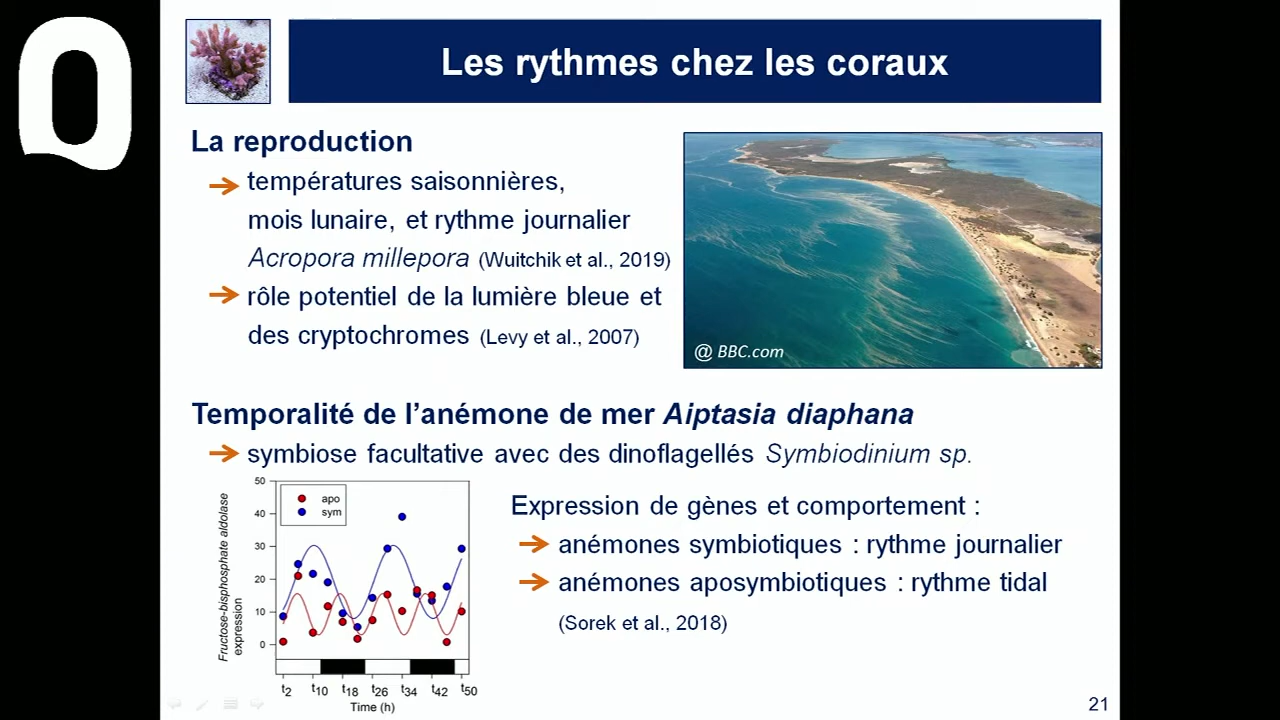 Les rythmes chez les coraux
La reproduction
températures saisonnières,
mois lunaire, et rythme journalier
Acropora millepora (Wuitchik et al., 2019)
rôle potentiel de la lumière bleue et
des cryptochromes (Levy et al., 2007)
@ BBC.com
Temporalité de l'anémone de mer Aiptasia diaphana
symbiose facultative avec des dinoflagellés Symbiodinium sp.
Fructose-bisphosphate aldolase
expression
50
40
30
20
10
0
apo
sym
t2 t10 t18 t26 t34 t42 t50
Time (h)
Expression de gènes et comportement :
anémones symbiotiques : rythme journalier
anémones aposymbiotiques : rythme tidal
(Sorek et al., 2018)
21